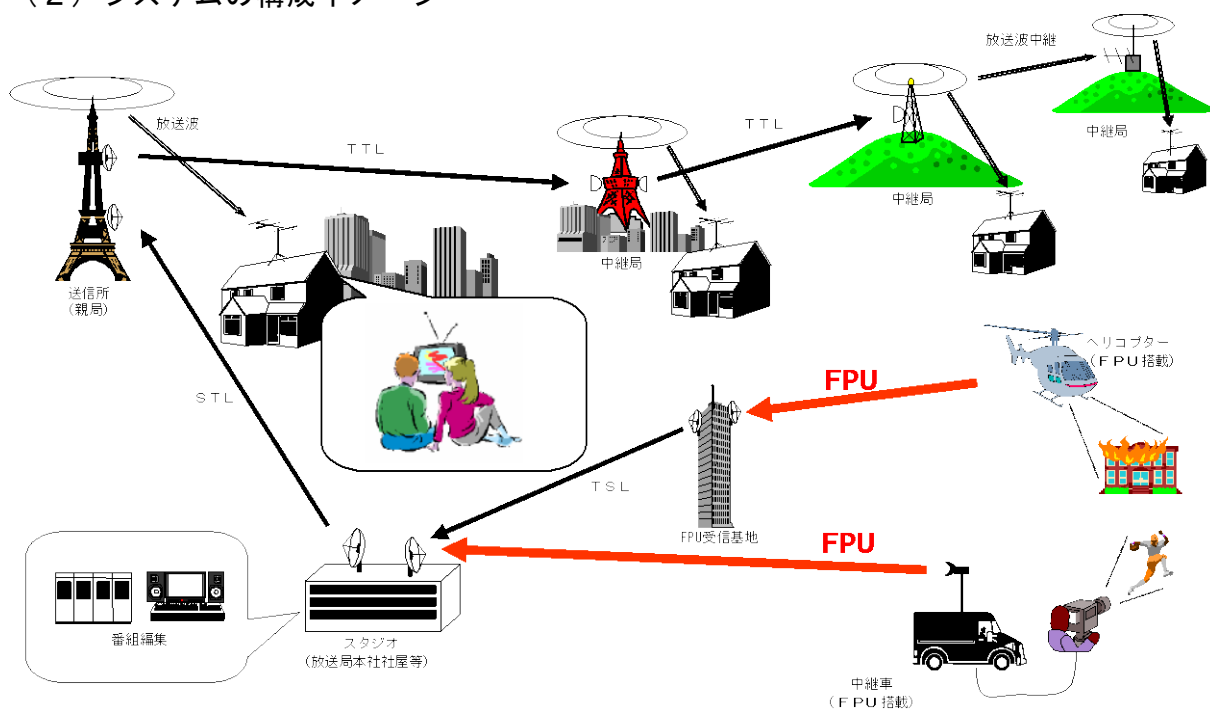 (2)システムの構成イメージ
放送波中継
放送波
TTL
TTL
中継局
中継局
中継局
送信所
(親局)
ヘリコプター
(FPU搭載)
FPU
STL
TSL
FPU受信基地
FPU
番組編集
スタジオ
(放送局本社社屋等)
中継車
(FPU搭載)